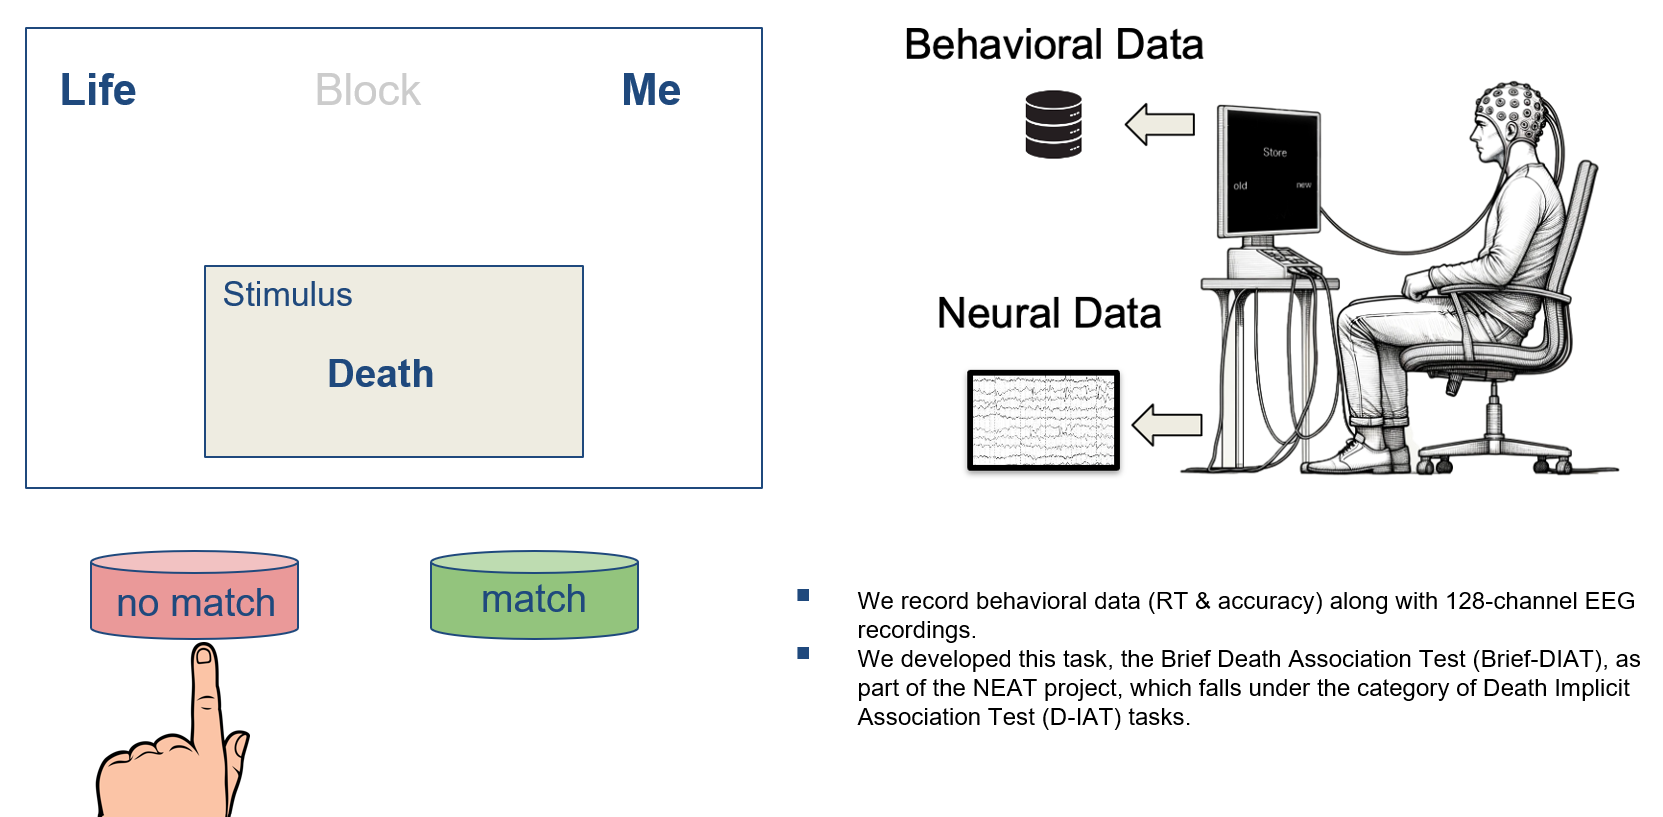 Life Block Me
Stimulus
Death
no match
match
Behavioral Data
Store
old new
Neural Data
We record behavioral data (RT & accuracy) along with 128-channel EEG
recordings.
We developed this task, the Brief Death Association Test (Brief-DIAT), as
part of the NEAT project, which falls under the category of Death Implicit
Association Test (D-IAT) tasks.